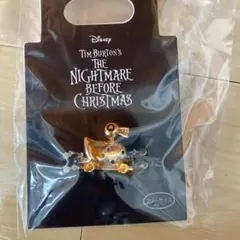 Disney
TIM BURTON'S
THE
NIGHTMARE
BEFORE
CHRISTMAS